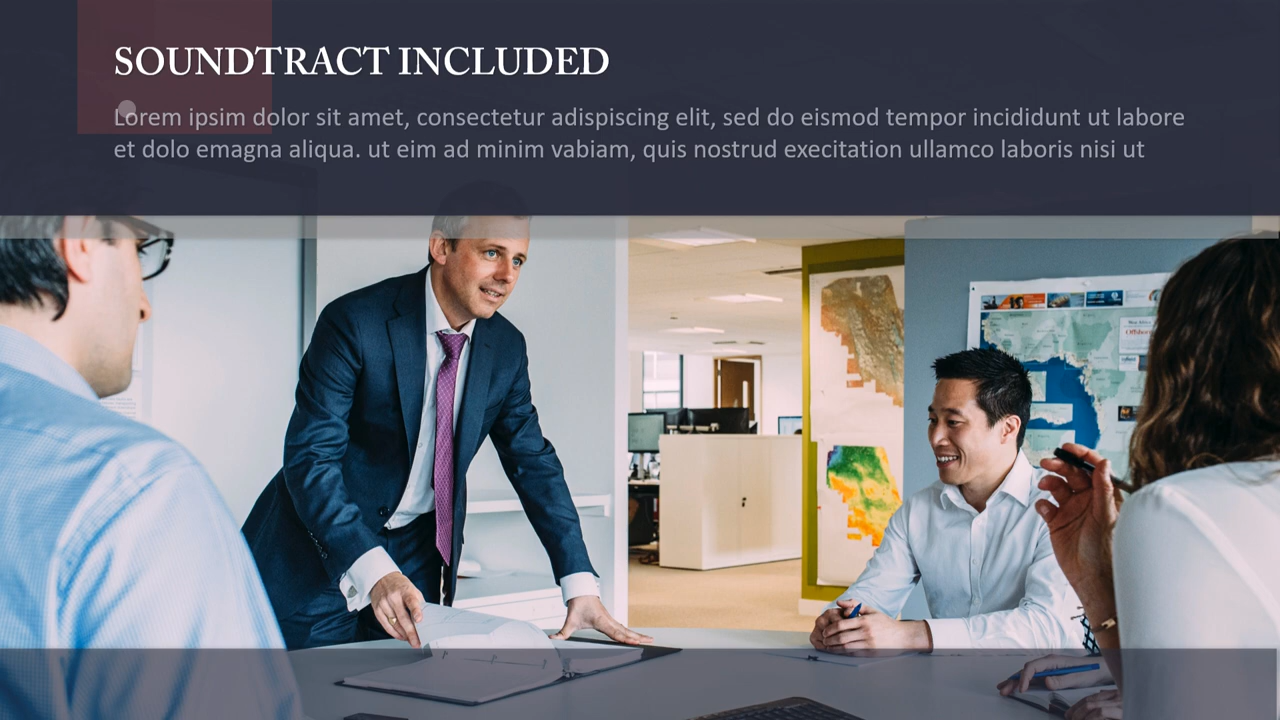 SOUNDTRACT INCLUDED
Lorem ipsim dolor sit amet, consectetur adipiscing elit, sed do eismod tempor incididunt ut labore
et dolo emagna aliqua. ut eim ad minim vabiam, quis nostrud execitation ullamco laboris nisi ut